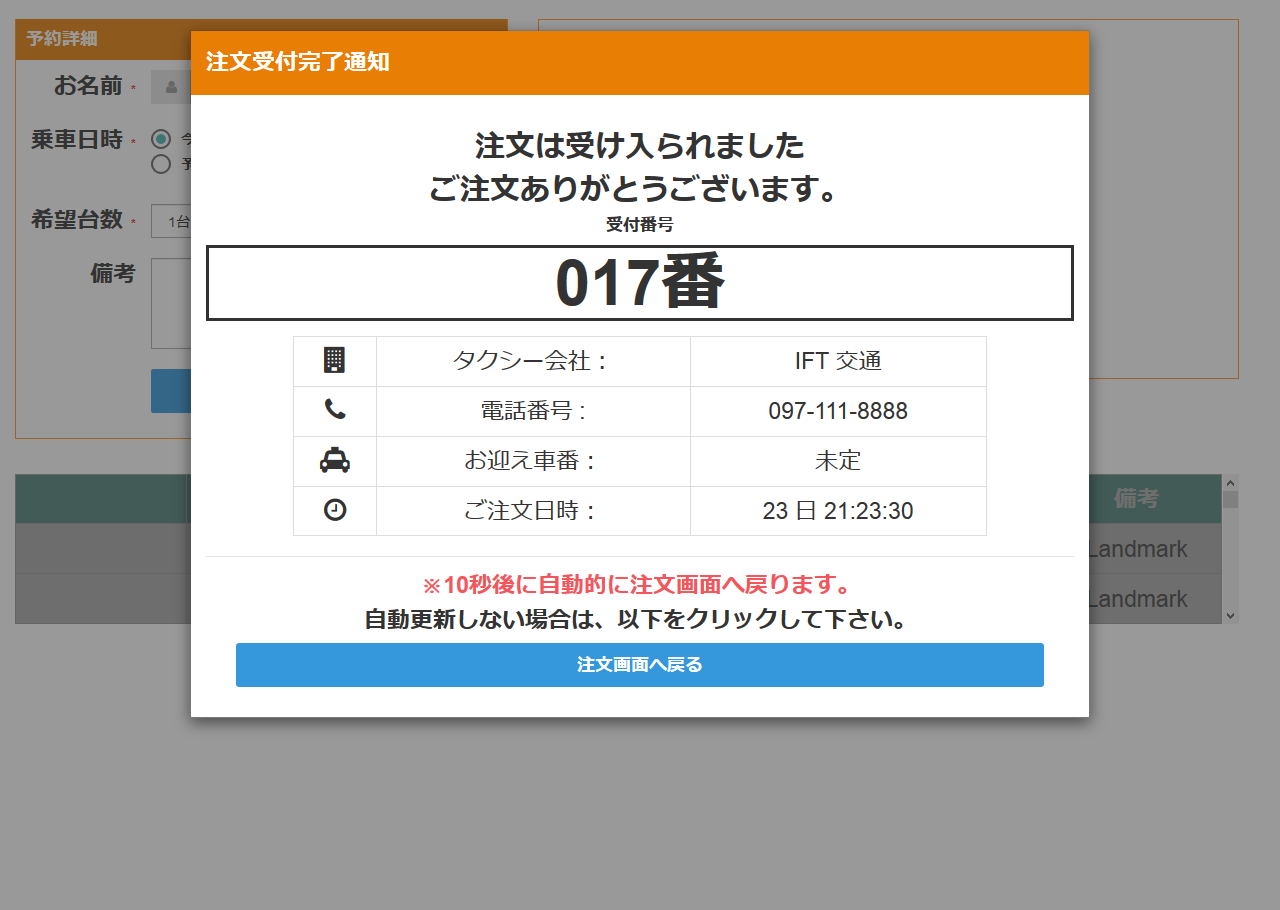 予約詳細
お名前 *
乗車日時 *
希望台数 *
1台
備考
備考
Landmark
Landmark
注文受付完了通知
注文は受け入られました
ご注文ありがとうございます。
受付番号
017番
タクシー会社： IFT 交通
電話番号： 097-111-8888
お迎え車番： 未定
ご注文日時： 23 日 21:23:30
※10秒後に自動的に注文画面へ戻ります。
自動更新しない場合は、以下をクリックして下さい。
注文画面へ戻る